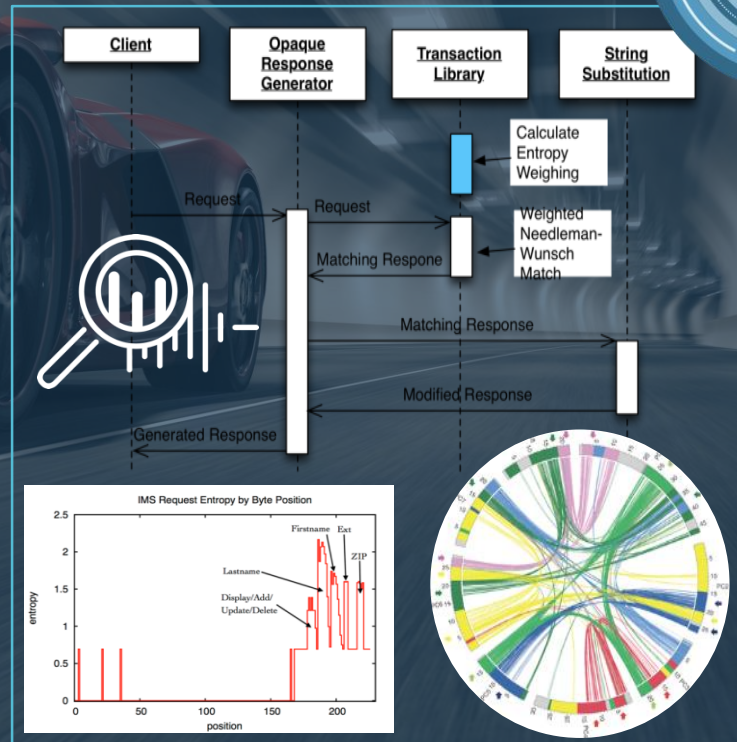 Client
Opaque
Response
Generator
Transaction
Library
String
Substitution
Calculate
Entropy
Weighing
Request
Request
Weighted
Needleman-
Wunsch
Match
Matching Respone
Matching Response
Modified Response
Generated Response
IMS Request Entropy by Byte Position
2.5
2
1.5
1
0.5
0
entropy
Firstname
Ext
ZIP
Lastname
Display/Add/
Update/Delete
0
50
100
150
200
position